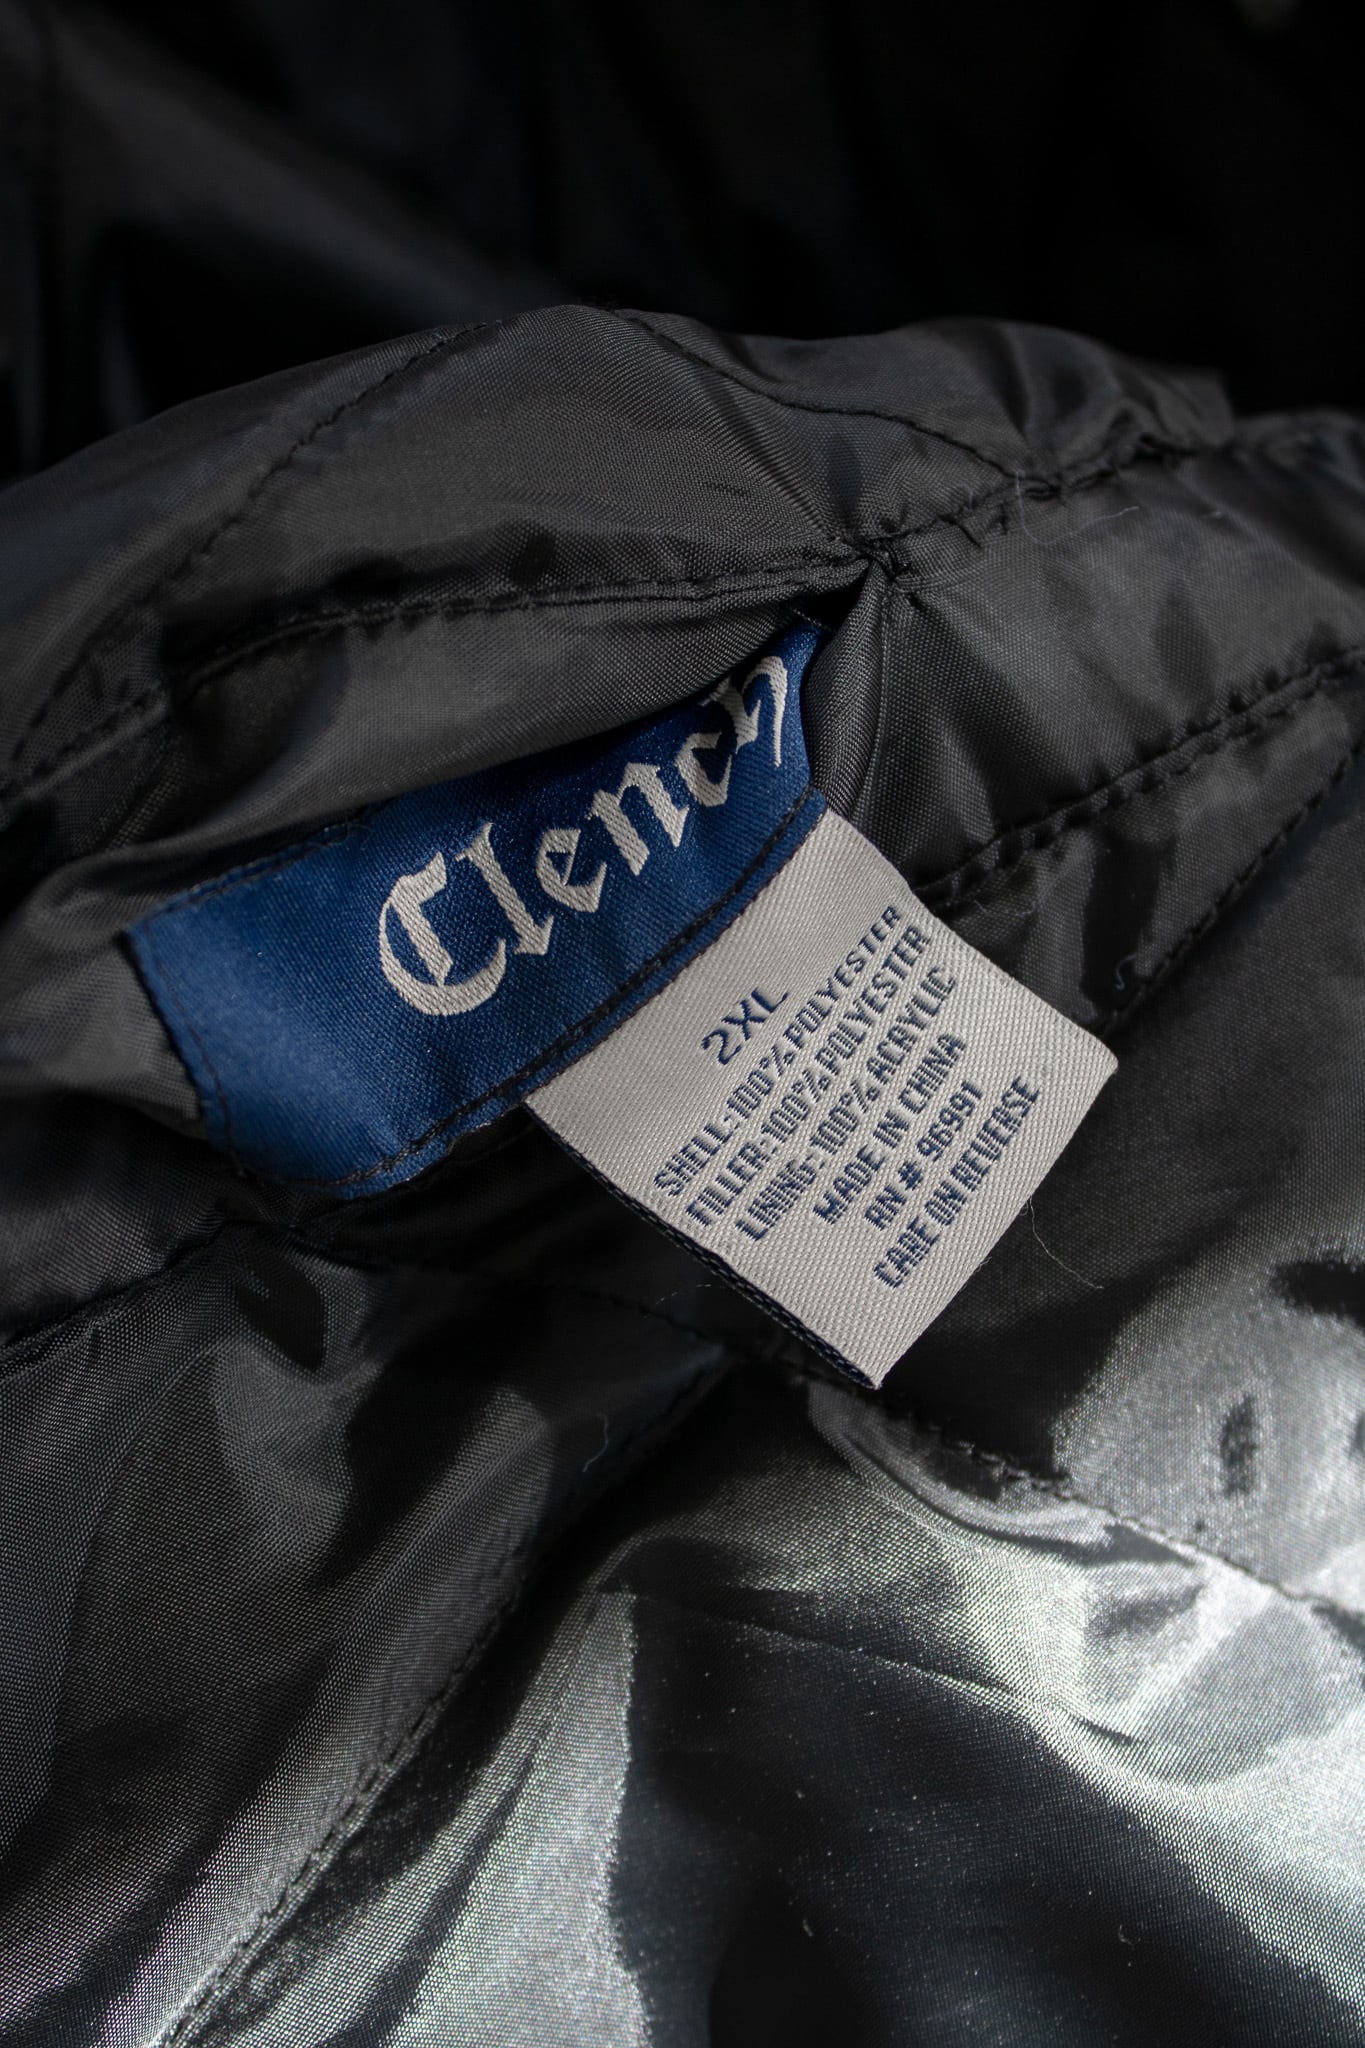 Clench
2XL
SHELL:100% POLYESTER
FILLER:100% POLYESTER
LINING:100% ACRYLIC
MADE IN CHINA
RN# 96991
CARE ON REVERSE